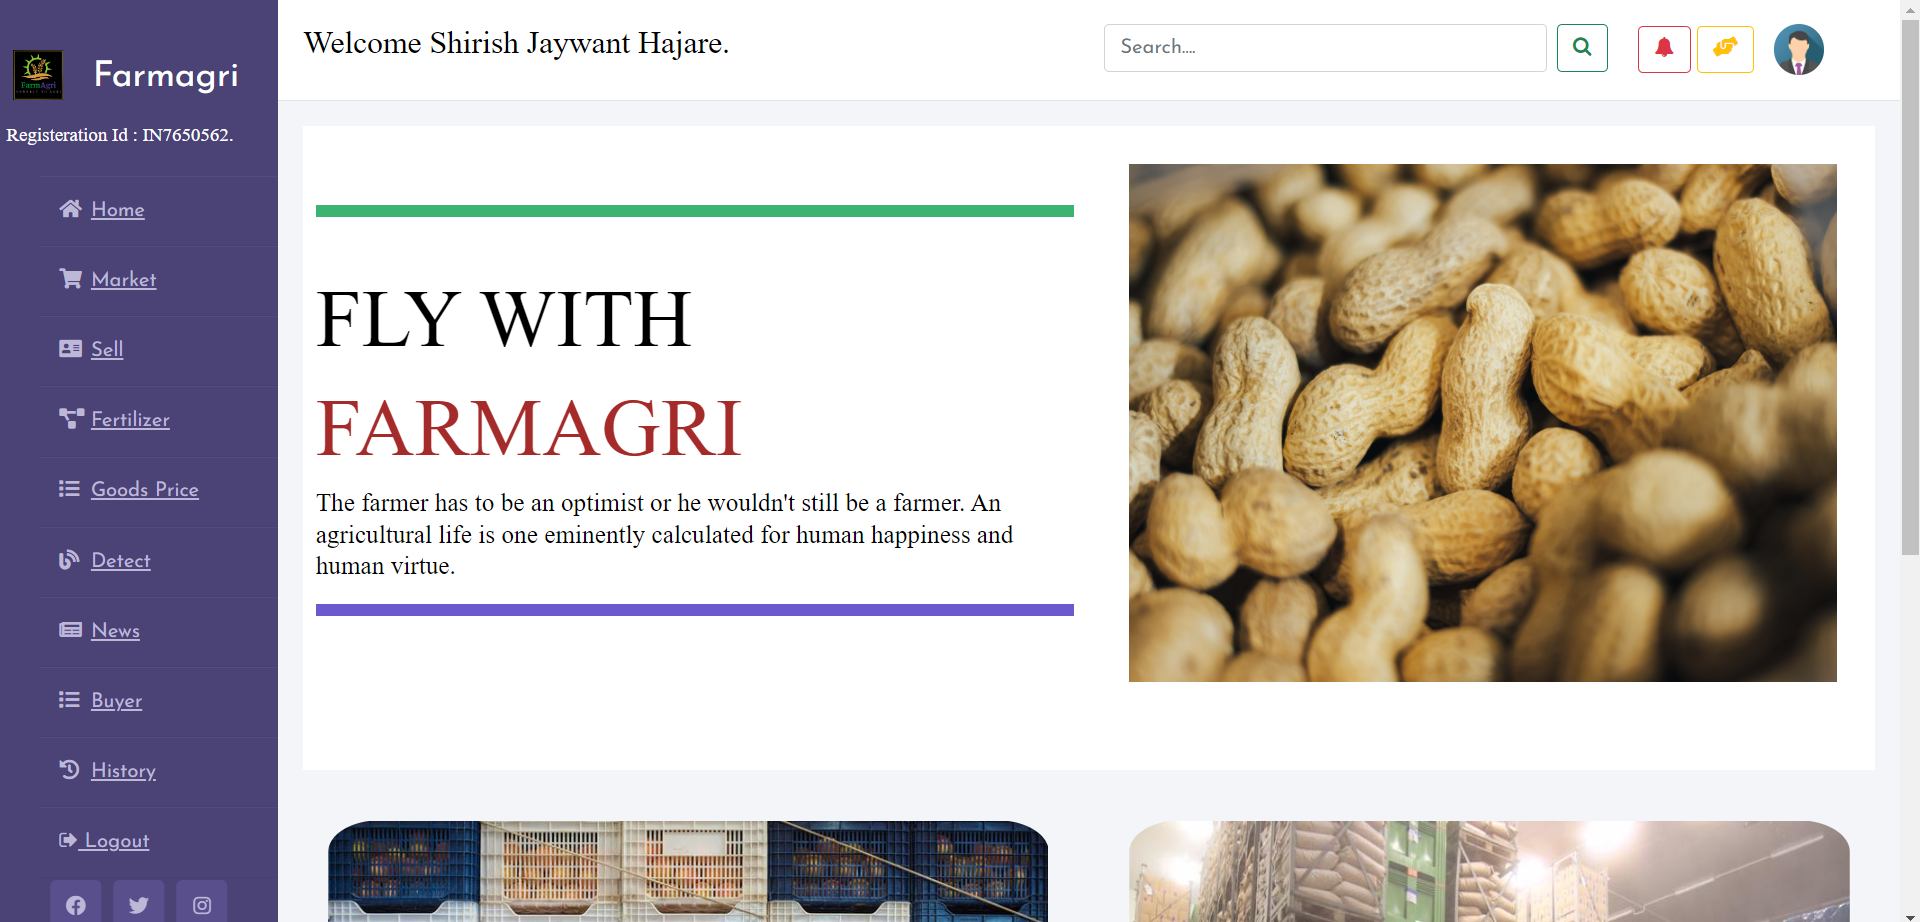 Farmagri
FarmAgri
Registeration Id : IN7650562.
Home
Market
Sell
Fertilizer
Goods Price
Detect
News
Buyer
History
Logout
Welcome Shirish Jaywant Hajare.
Search....
FLY WITH
FARMAGRI
The farmer has to be an optimist or he wouldn't still be a farmer. An
agricultural life is one eminently calculated for human happiness and
human virtue.